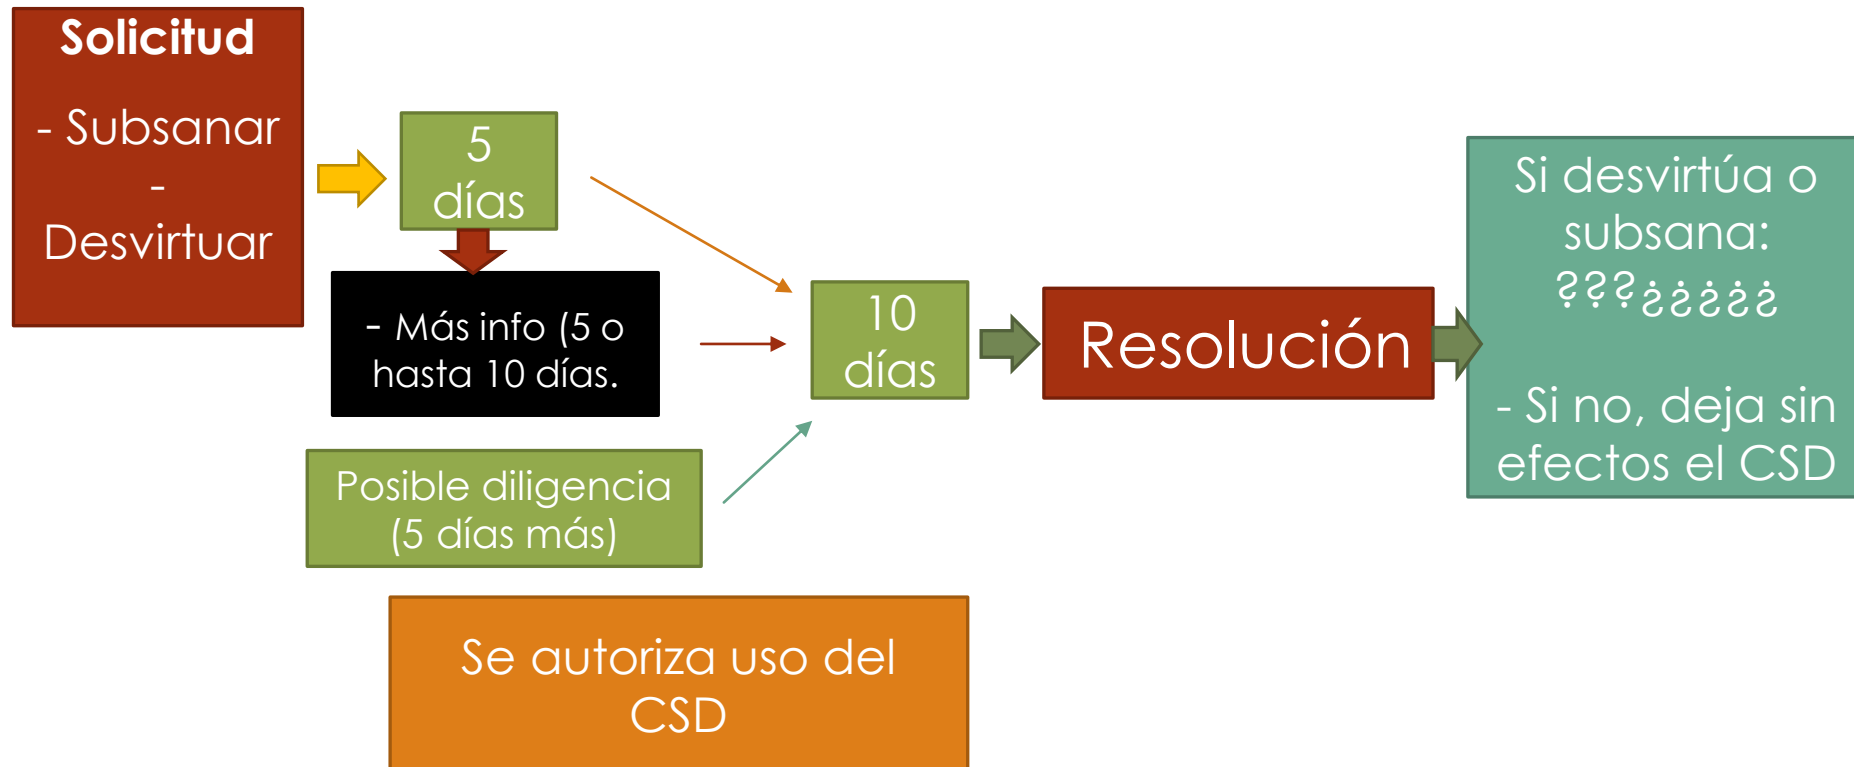 Solicitud
- Subsanar
-
Desvirtuar
5
días
- Más info (5 o
hasta 10 días.
Posible diligencia
(5 días más)
Se autoriza uso del
CSD
10
días
Resolución
Si desvirtúa o
subsana:
???¿¿¿¿¿
- Si no, deja sin
efectos el CSD